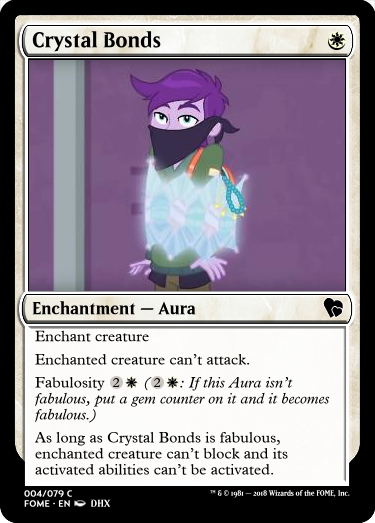 Crystal Bonds
Enchantment — Aura
Enchant creature
Enchanted creature can't attack.
Fabulosity 2 (2: If this Aura isn't
fabulous, put a gem counter on it and it becomes
fabulous.)
As long as Crystal Bonds is fabulous,
enchanted creature can't block and its
activated abilities can't be activated.
004/079 C
FOME • EN DHX
™ & © 1981 — 2018 Wizards of the FOME, Inc.